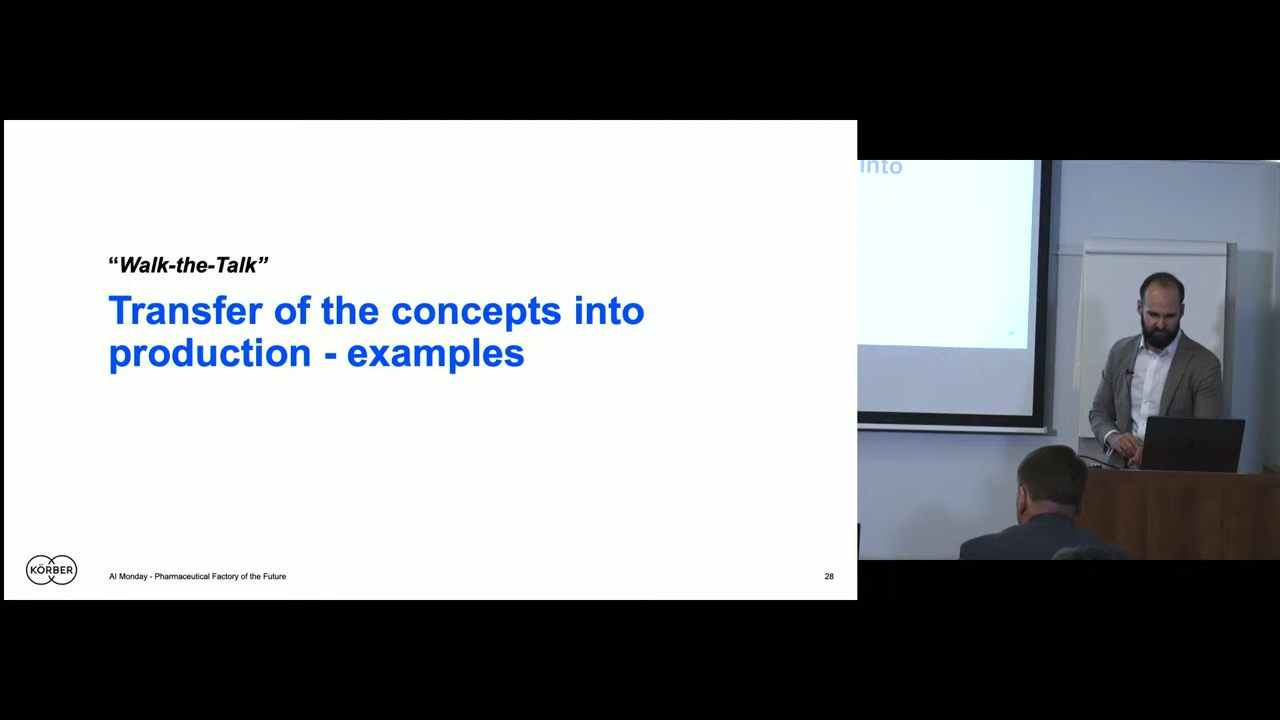 “Walk-the-Talk”
Transfer of the concepts into
production - examples
KÖRBER
AI Monday - Pharmaceutical Factory of the Future
28
into